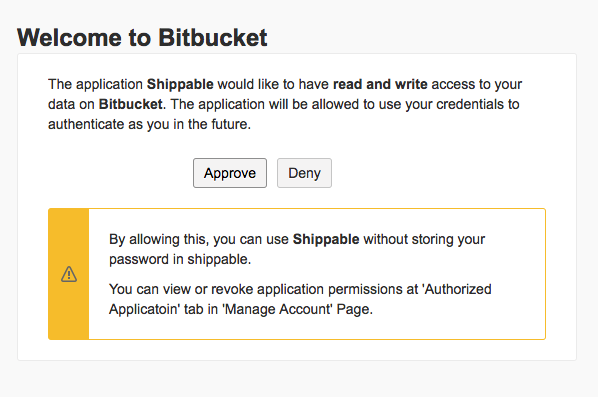 Welcome to Bitbucket
The application Shippable would like to have read and write access to your
data on Bitbucket. The application will be allowed to use your credentials to
authenticate as you in the future.
Approve Deny
By allowing this, you can use Shippable without storing your
password in shippable.
You can view or revoke application permissions at 'Authorized
Applicatoin' tab in 'Manage Account' Page.